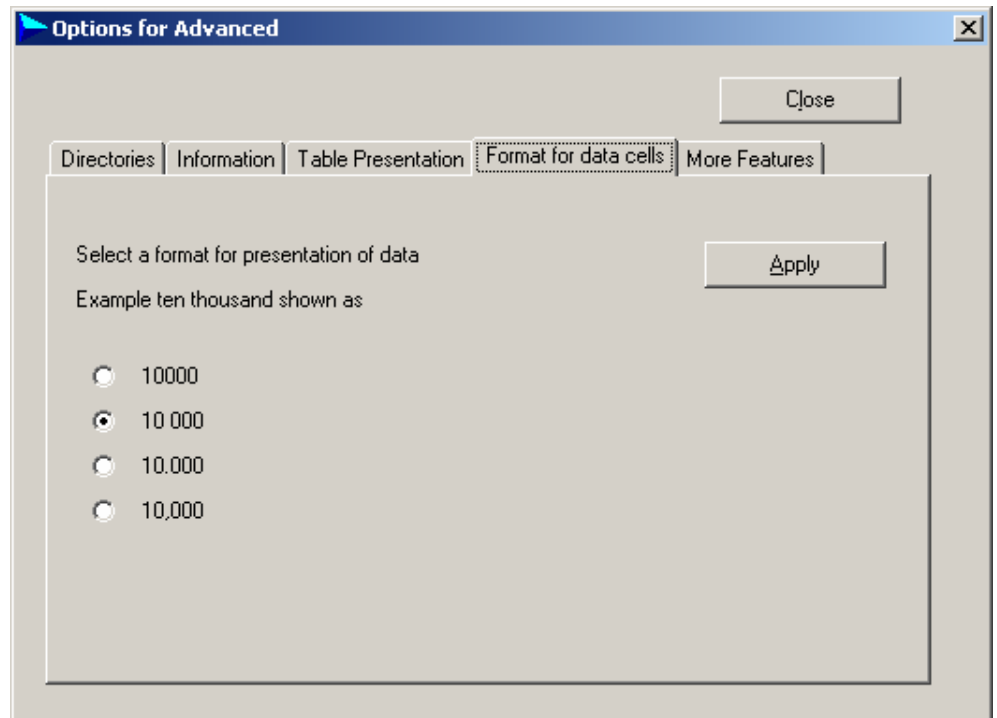 Options for Advanced
Close
Directories Information Table Presentation Format for data cells More Features
Select a format for presentation of data
Apply
Example ten thousand shown as
10000
10 000
10.000
10,000